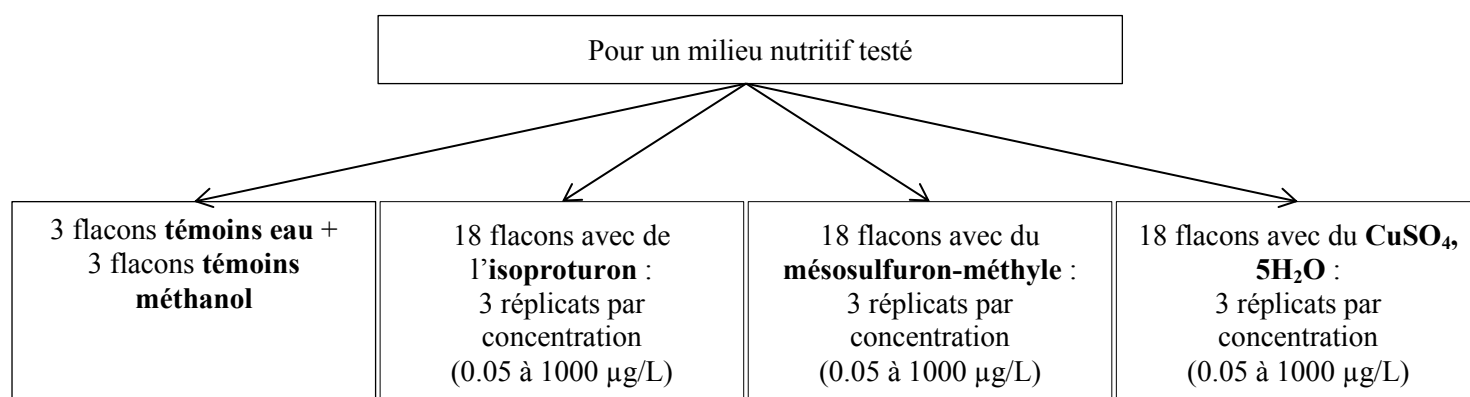 Pour un milieu nutritif testé
3 flacons témoins eau +
3 flacons témoins
méthanol
18 flacons avec de
l’isoproturon :
3 réplicats par
concentration
(0.05 à 1000 µg/L)
18 flacons avec du
mésosulfuron-méthyle :
3 réplicats par
concentration
(0.05 à 1000 µg/L)
18 flacons avec du CuSO₄,
5H₂O :
3 réplicats par
concentration
(0.05 à 1000 µg/L)